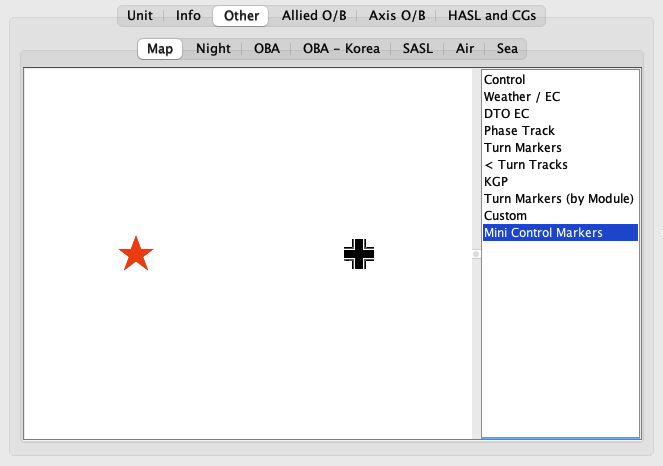 Unit Info Other Allied O/B Axis O/B HASL and CGs
Map Night OBA OBA - Korea SASL Air Sea
Control
Weather / EC
DTO EC
Phase Track
Turn Markers
< Turn Tracks
KGP
Turn Markers (by Module)
Custom
Mini Control Markers